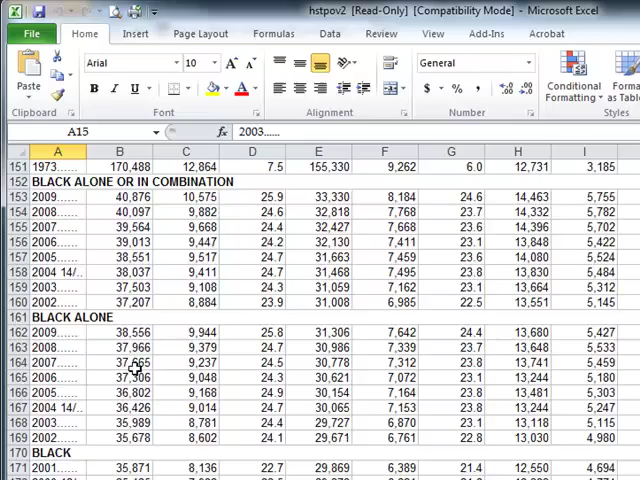 hstpov2 [Read-Only] [Compatibility Mode] - Microsoft Excel
File Home Insert Page Layout Formulas Data Review View Add-Ins Acrobat
Arial 10 A A General
Paste B I U A $ % , .0 .00 .00 .0 Conditional Forma
Formatting as Table
Clipboard Font Alignment Number
A15 fx 2003......
A B C D E F G H I
151 1973...... 170,488 12,864 7.5 155,330 9,262 6.0 12,731 3,185
152 BLACK ALONE OR IN COMBINATION
153 2009...... 40,876 10,575 25.9 33,330 8,184 24.6 14,463 5,755
154 2008...... 40,097 9,882 24.6 32,818 7,768 23.7 14,332 5,782
155 2007...... 39,564 9,668 24.4 32,427 7,668 23.6 14,396 5,702
156 2006...... 39,013 9,447 24.2 32,130 7,411 23.1 13,848 5,422
157 2005...... 38,551 9,517 24.7 31,663 7,459 23.6 14,080 5,524
158 2004 14/.. 38,037 9,411 24.7 31,468 7,495 23.8 13,830 5,484
159 2003...... 37,503 9,108 24.3 31,060 7,225 23.3 13,664 5,312
160 2002...... 37,207 8,884 23.9 31,008 6,985 22.5 13,551 5,145
161 BLACK ALONE
162 2009...... 38,556 9,944 25.8 31,306 7,642 24.4 13,680 5,427
163 2008...... 37,966 9,379 24.7 30,986 7,339 23.7 13,648 5,533
164 2007...... 9,237 24.5 30,778 7,312 23.8 13,741 5,459
165 2006...... 37,306 9,048 24.3 30,621 7,072 23.1 13,244 5,180
166 2005...... 36,802 9,168 24.9 30,154 7,164 23.8 13,481 5,303
167 2004 14/.. 36,426 9,014 24.7 30,065 7,153 23.8 13,244 5,247
168 2003...... 35,989 8,781 24.4 29,727 6,870 23.1 13,118 5,115
169 2002...... 35,678 8,602 24.1 29,671 6,761 22.8 13,030 4,980
170 BLACK
171 2001...... 35,871 8,136 22.7 29,869 6,389 21.4 12,550 4,694